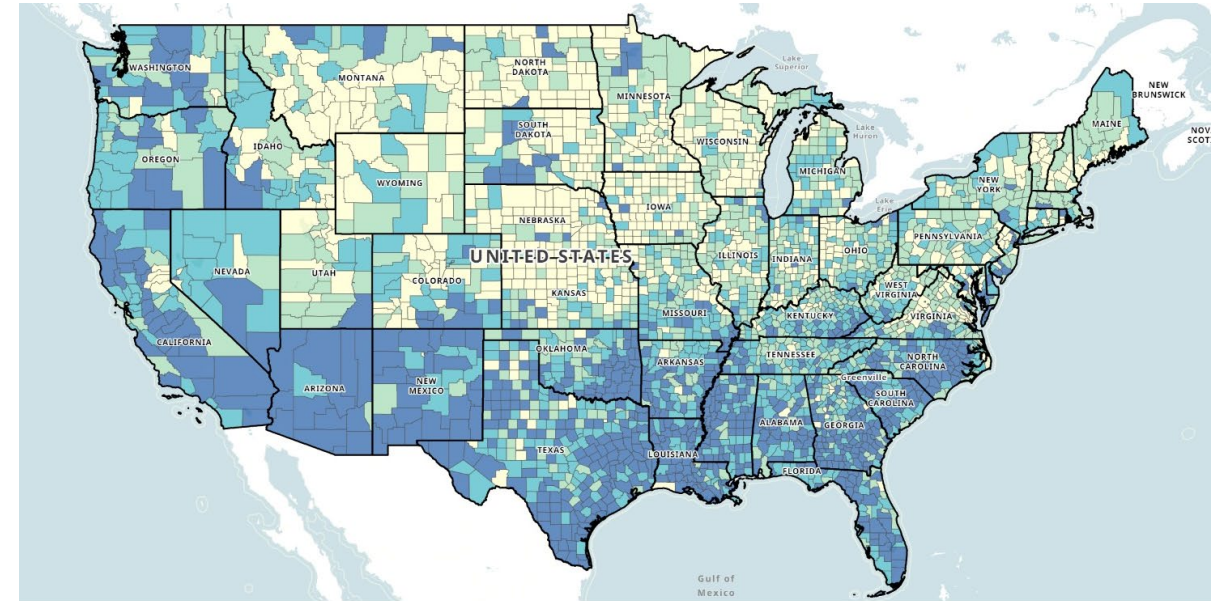 WASHINGTON
MONTANA
NORTH
DAKOTA
MINNESOTA
Lake
Superior
NEW
BRUNSWICK
MAINE
NOV
SCOT
OREGON
IDAHO
SOUTH
DAKOTA
WISCONSIN
Lake
Huron
WYOMING
MICHIGAN
NEW
YORK
NEBRASKA
IOWA
Lake
Erie
PENNSYLVANIA
NEVADA
UTAH
COLORADO
UNITED STATES
ILLINOIS
INDIANA
OHIO
KANSAS
MISSOURI
WEST
VIRGINIA
KENTUCKY
VIRGINIA
CALIFORNIA
OKLAHOMA
TENNESSEE
NORTH
CAROLINA
ARIZONA
NEW
MEXICO
ARKANSAS
Greenville
SOUTH
CAROLINA
ALABAMA
GEORGIA
TEXAS
LOUISIANA
FLORIDA
Gulf of
Mexico